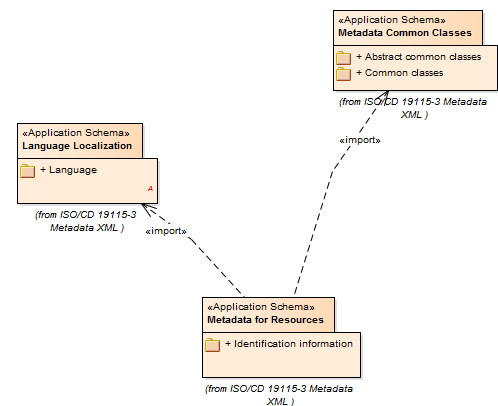 «Application Schema»
Metadata Common Classes
+ Abstract common classes
+ Common classes
(from ISO/CD 19115-3 Metadata
XML )
«import»
«Application Schema»
Language Localization
+ Language
A
(from ISO/CD 19115-3
Metadata XML )
«import»
«Application Schema»
Metadata for Resources
+ Identification information
(from ISO/CD 19115-3 Metadata
XML )